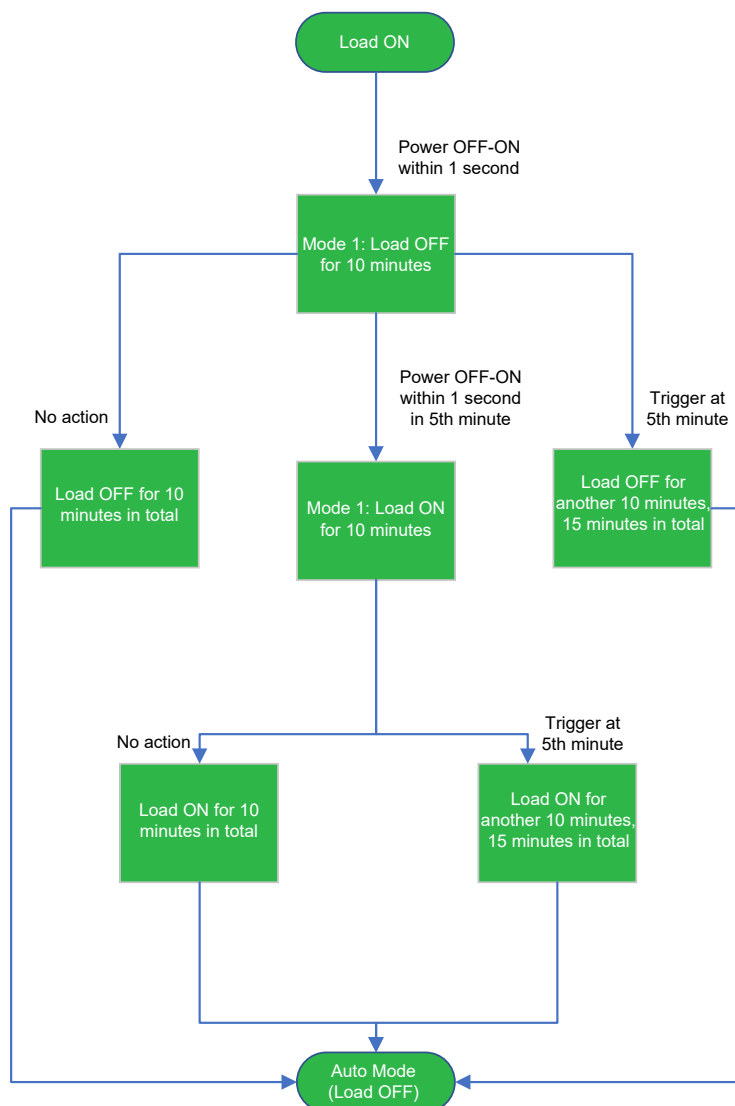 Load ON
Power OFF-ON
within 1 second
Mode 1: Load OFF
for 10 minutes
No action
Power OFF-ON
within 1 second
in 5th minute
Trigger at
5th minute
Load OFF for 10
minutes in total
Mode 1: Load ON
for 10 minutes
Load OFF for
another 10 minutes,
15 minutes in total
No action
Trigger at
5th minute
Load ON for 10
minutes in total
Load ON for
another 10 minutes,
15 minutes in total
Auto Mode
(Load OFF)